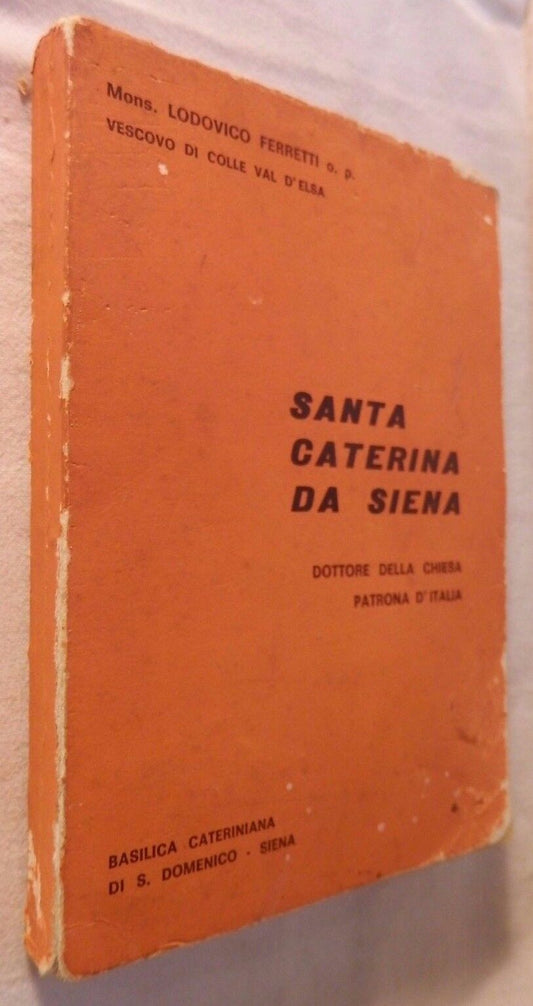 Mons. LODOVICO FERRETTI o. p.
VESCOVO DI COLLE VAL D'ELSA
SANTA
CATERINA
DA SIENA
DOTTORE DELLA CHIESA
PATRONA D'ITALIA
BASILICA CATERINIANA
DI S. DOMENICO - SIENA